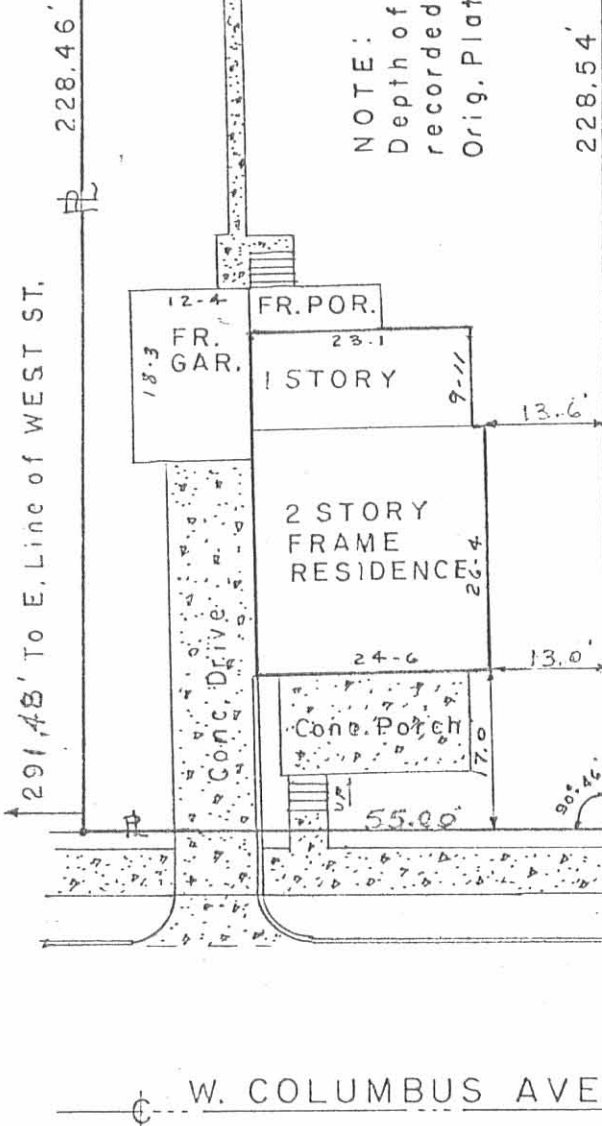 228.46'
NOTE:
Depth of
recorded
Orig. Plat
228.54'
PL
291.48' To E. Line of WEST ST.
12-4
FR. POR.
FR.
GAR.
18-3
23-1
1 STORY
9-11
13.6'
2 STORY
FRAME
RESIDENCE
26-4
24-6
13.0'
Conc. Drive
Conc. Porch
17.0
UP
55.00'
90°46'
PL
W. COLUMBUS AVE